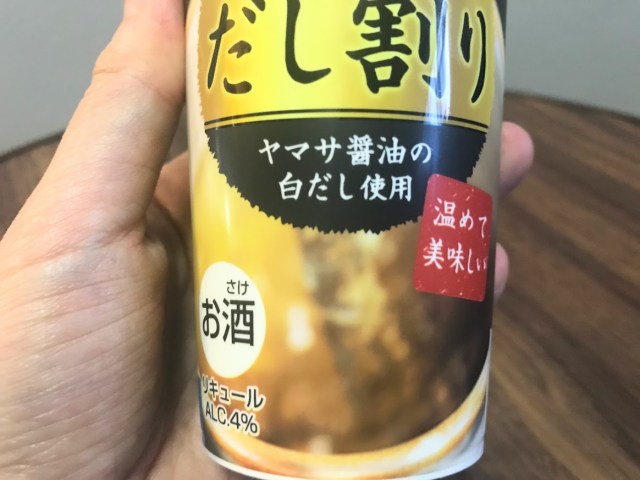 だし割り
ヤマサ醤油の
白だし使用
温めて
美味しい
さけ
お酒
リキュール
ALC.4%